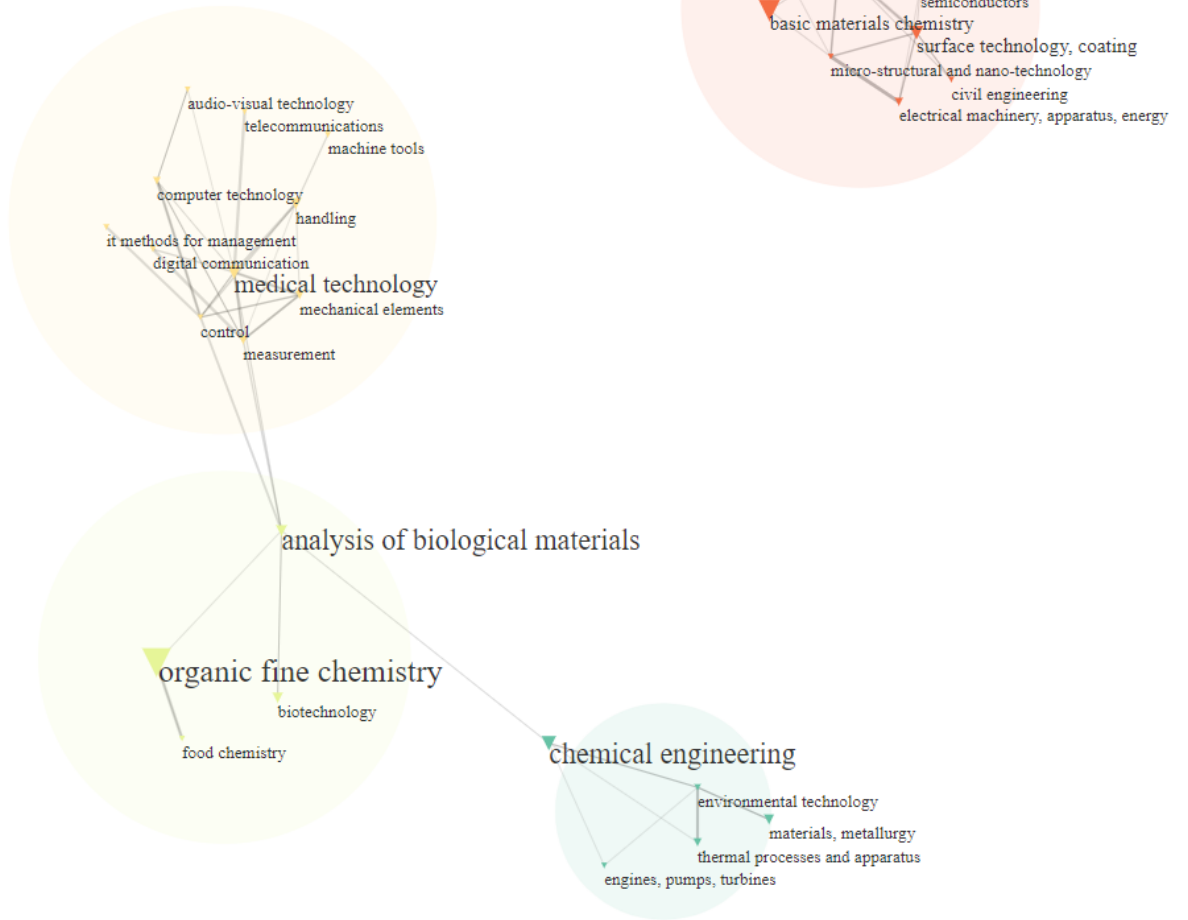 semiconductors
basic materials chemistry
surface technology, coating
micro-structural and nano-technology
civil engineering
electrical machinery, apparatus, energy
audio-visual technology
telecommunications
machine tools
computer technology
handling
it methods for management
digital communication
medical technology
mechanical elements
control
measurement
analysis of biological materials
organic fine chemistry
biotechnology
food chemistry
chemical engineering
environmental technology
materials, metallurgy
thermal processes and apparatus
engines, pumps, turbines